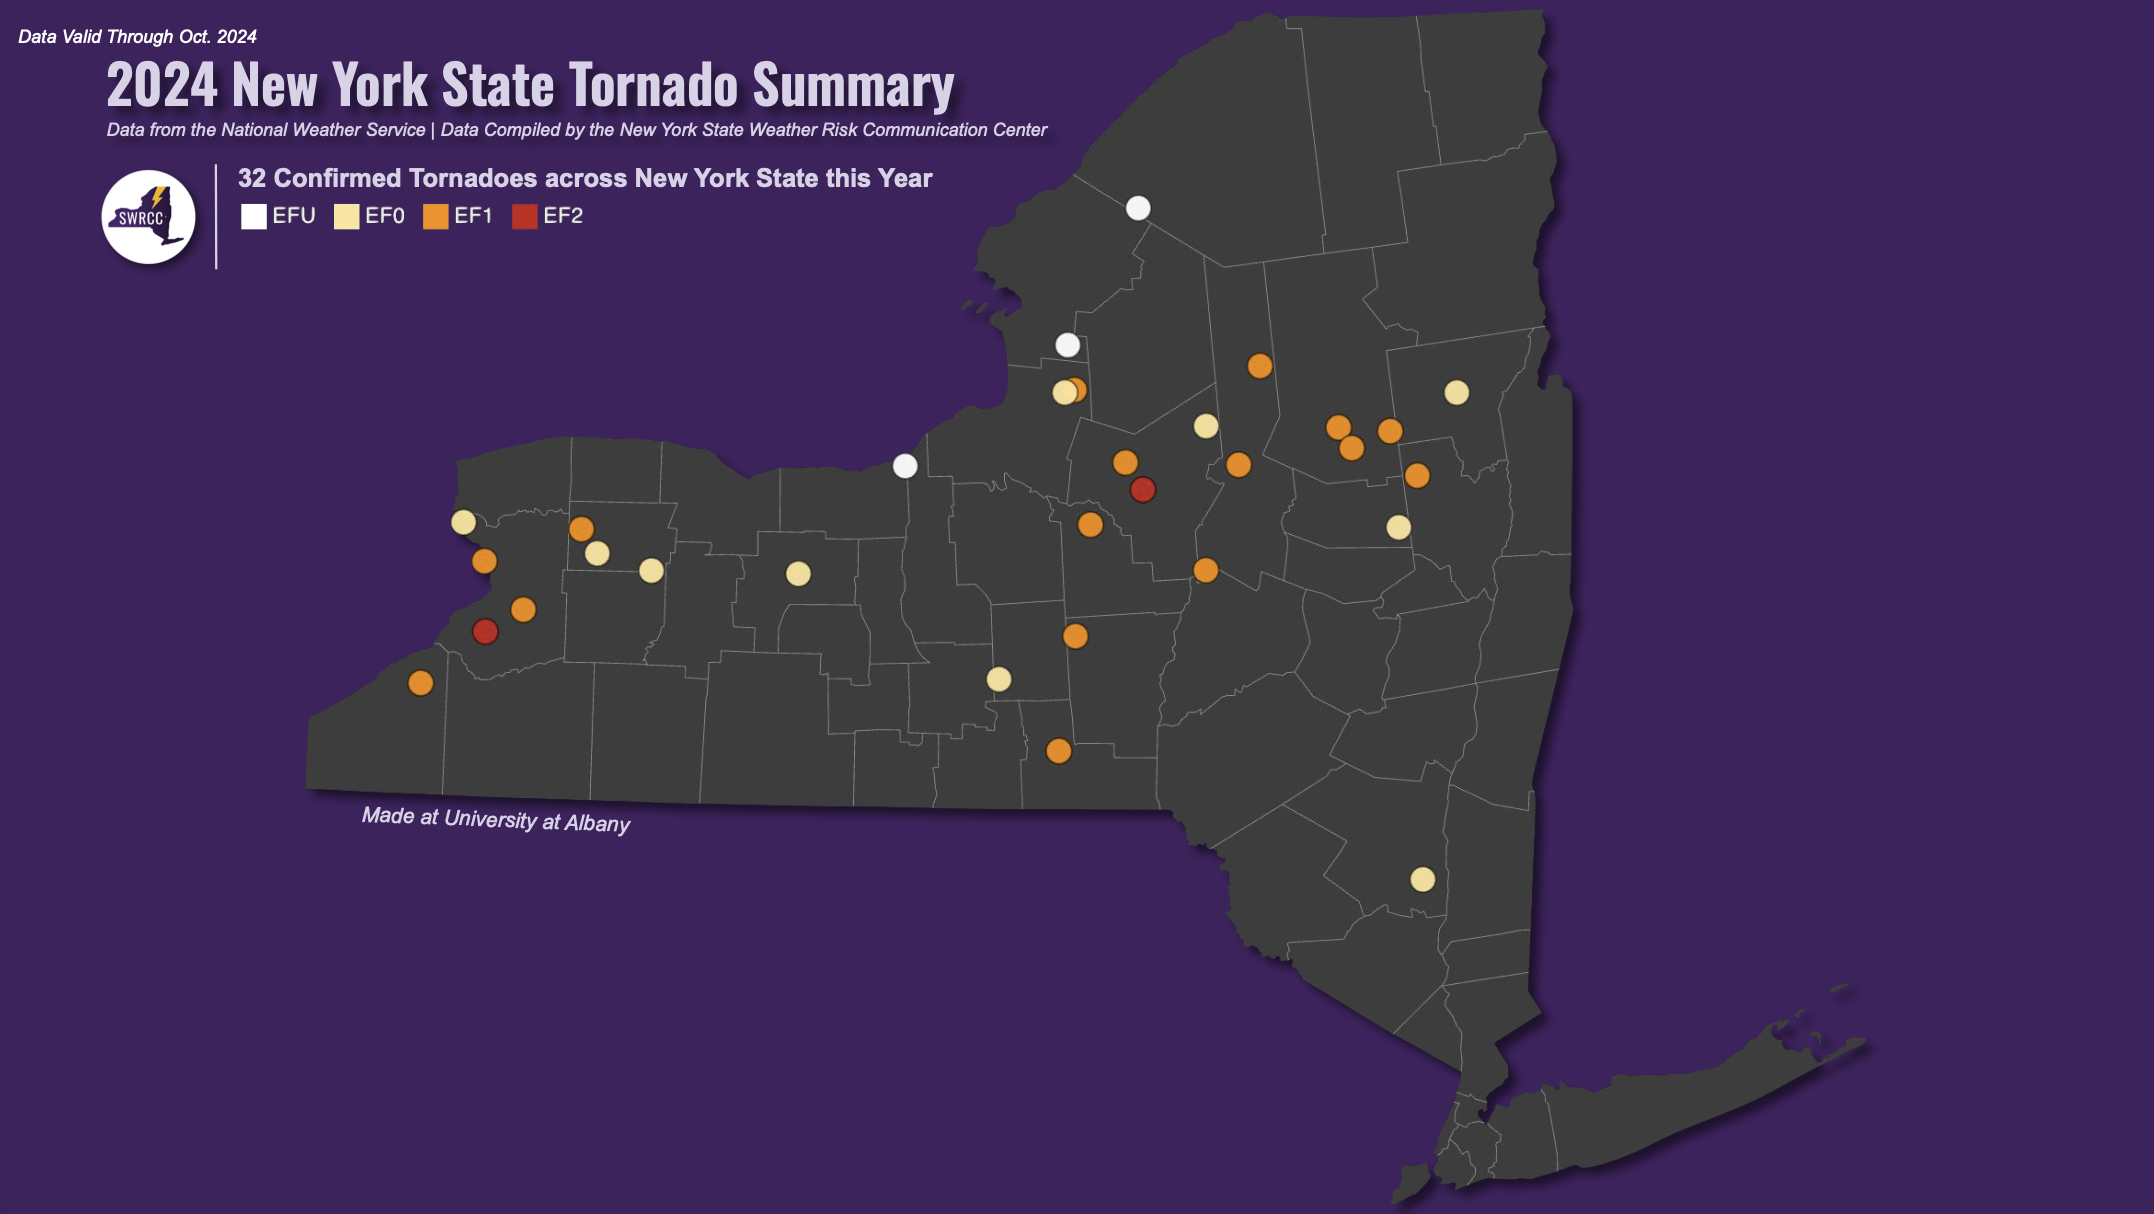 Data Valid Through Oct. 2024
2024 New York State Tornado Summary
Data from the National Weather Service | Data Compiled by the New York State Weather Risk Communication Center
SWRCC
32 Confirmed Tornadoes across New York State this Year
EFU EF0 EF1 EF2
Made at University at Albany